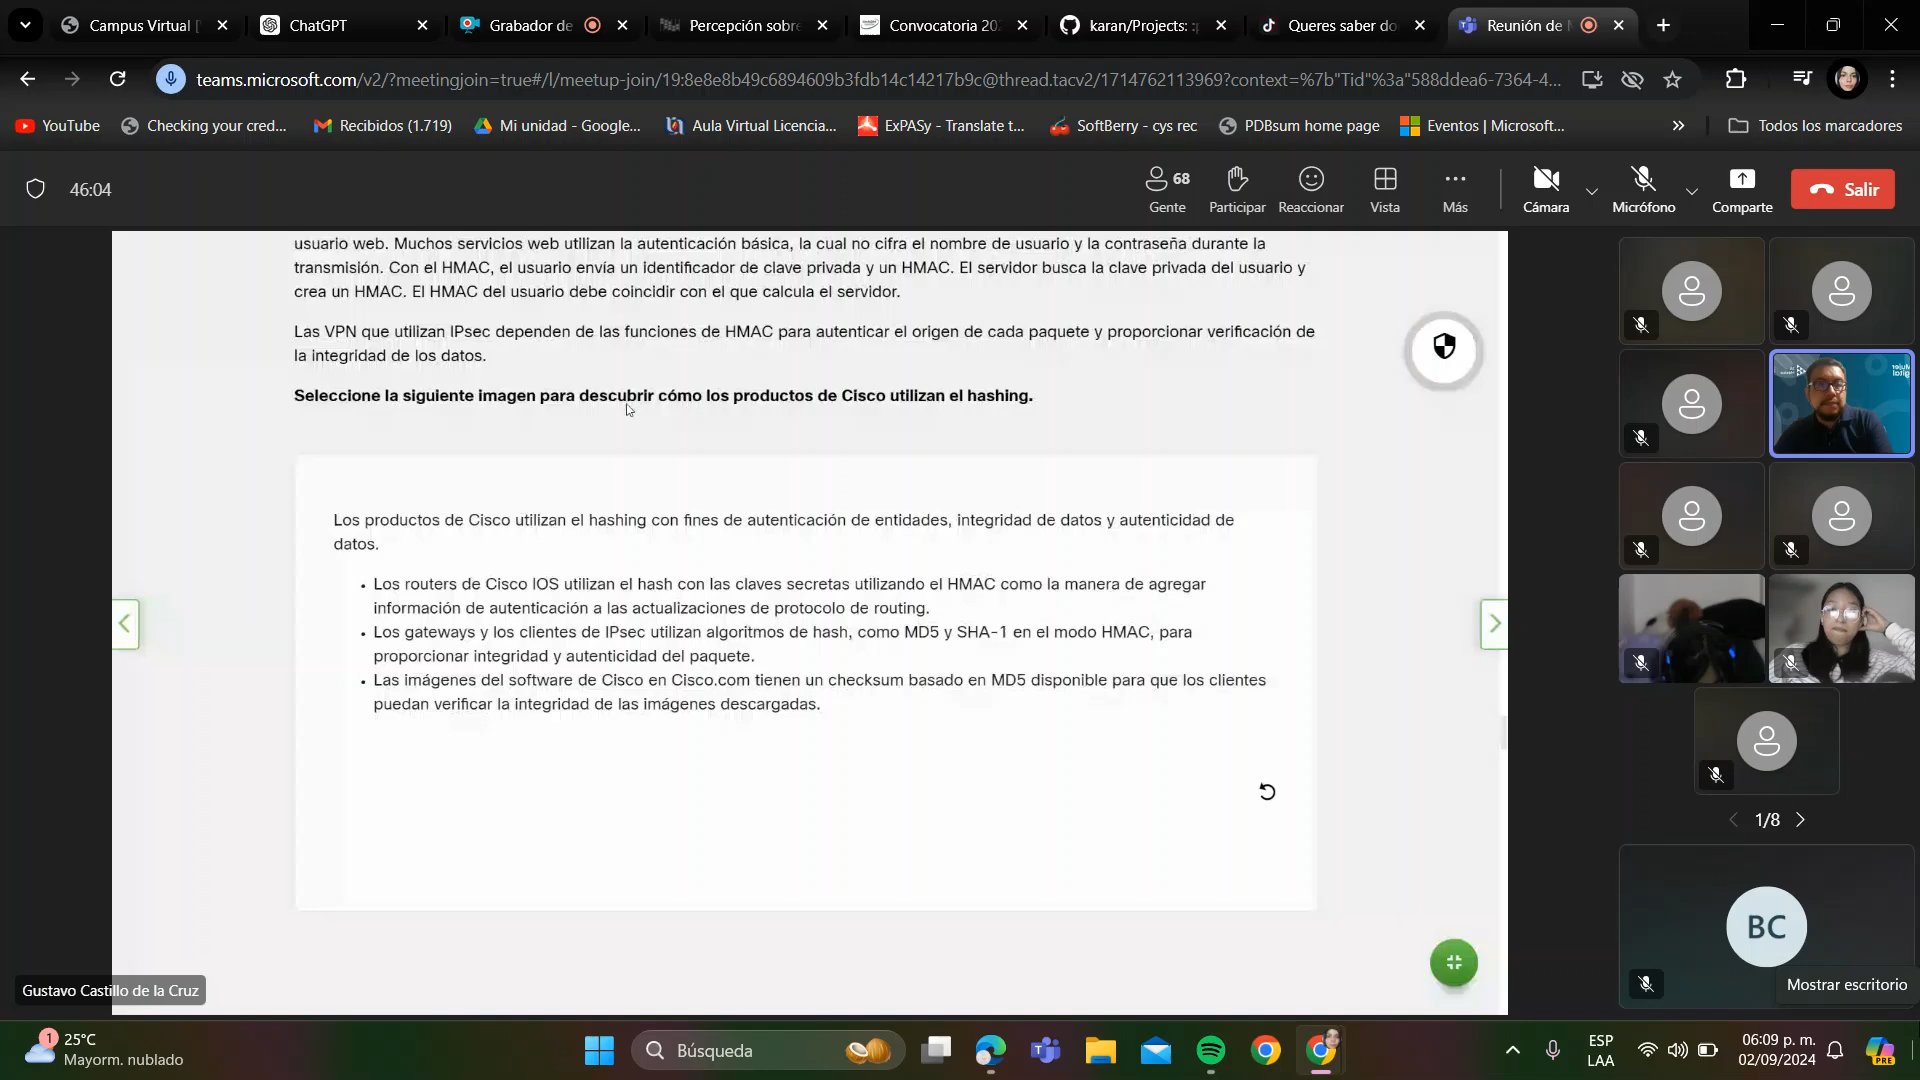 Campus Virtual [
ChatGPT
Grabador de
Percepción sobre
Convocatoria 202
karan/Projects: :p
Queres saber do
Reunión de
teams.microsoft.com/v2/?meetingjoin=true#/l/meetup-join/19:8e8e8b49c6894609b3fdb14c14217b9c@thread.tacv2/1714762113969?context=%7b"Tid"%3a"588ddea6-7364-4...
YouTube
Checking your cred...
Recibidos (1.719)
Mi unidad - Google...
Aula Virtual Licencia...
ExPASy - Translate t...
SoftBerry - cys rec
PDBsum home page
Eventos | Microsoft...
Todos los marcadores
46:04
68
Gente
Participar
Reaccionar
Vista
Más
Cámara
Micrófono
Comparte
Salir
usuario web. Muchos servicios web utilizan la autenticación básica, la cual no cifra el nombre de usuario y la contraseña durante la
transmisión. Con el HMAC, el usuario envía un identificador de clave privada y un HMAC. El servidor busca la clave privada del usuario y
crea un HMAC. El HMAC del usuario debe coincidir con el que calcula el servidor.
Las VPN que utilizan IPsec dependen de las funciones de HMAC para autenticar el origen de cada paquete y proporcionar verificación de
la integridad de los datos.
Seleccione la siguiente imagen para descubrir cómo los productos de Cisco utilizan el hashing.
Los productos de Cisco utilizan el hashing con fines de autenticación de entidades, integridad de datos y autenticidad de
datos.
• Los routers de Cisco IOS utilizan el hash con las claves secretas utilizando el HMAC como la manera de agregar
información de autenticación a las actualizaciones de protocolo de routing.
• Los gateways y los clientes de IPsec utilizan algoritmos de hash, como MD5 y SHA-1 en el modo HMAC, para
proporcionar integridad y autenticidad del paquete.
• Las imágenes del software de Cisco en Cisco.com tienen un checksum basado en MD5 disponible para que los clientes
puedan verificar la integridad de las imágenes descargadas.
1/8
BC
Mostrar escritorio
Gustavo Castillo de la Cruz
1
25°C
Mayorm. nublado
Búsqueda
ESP
LAA
06:09 p. m.
02/09/2024
PRE